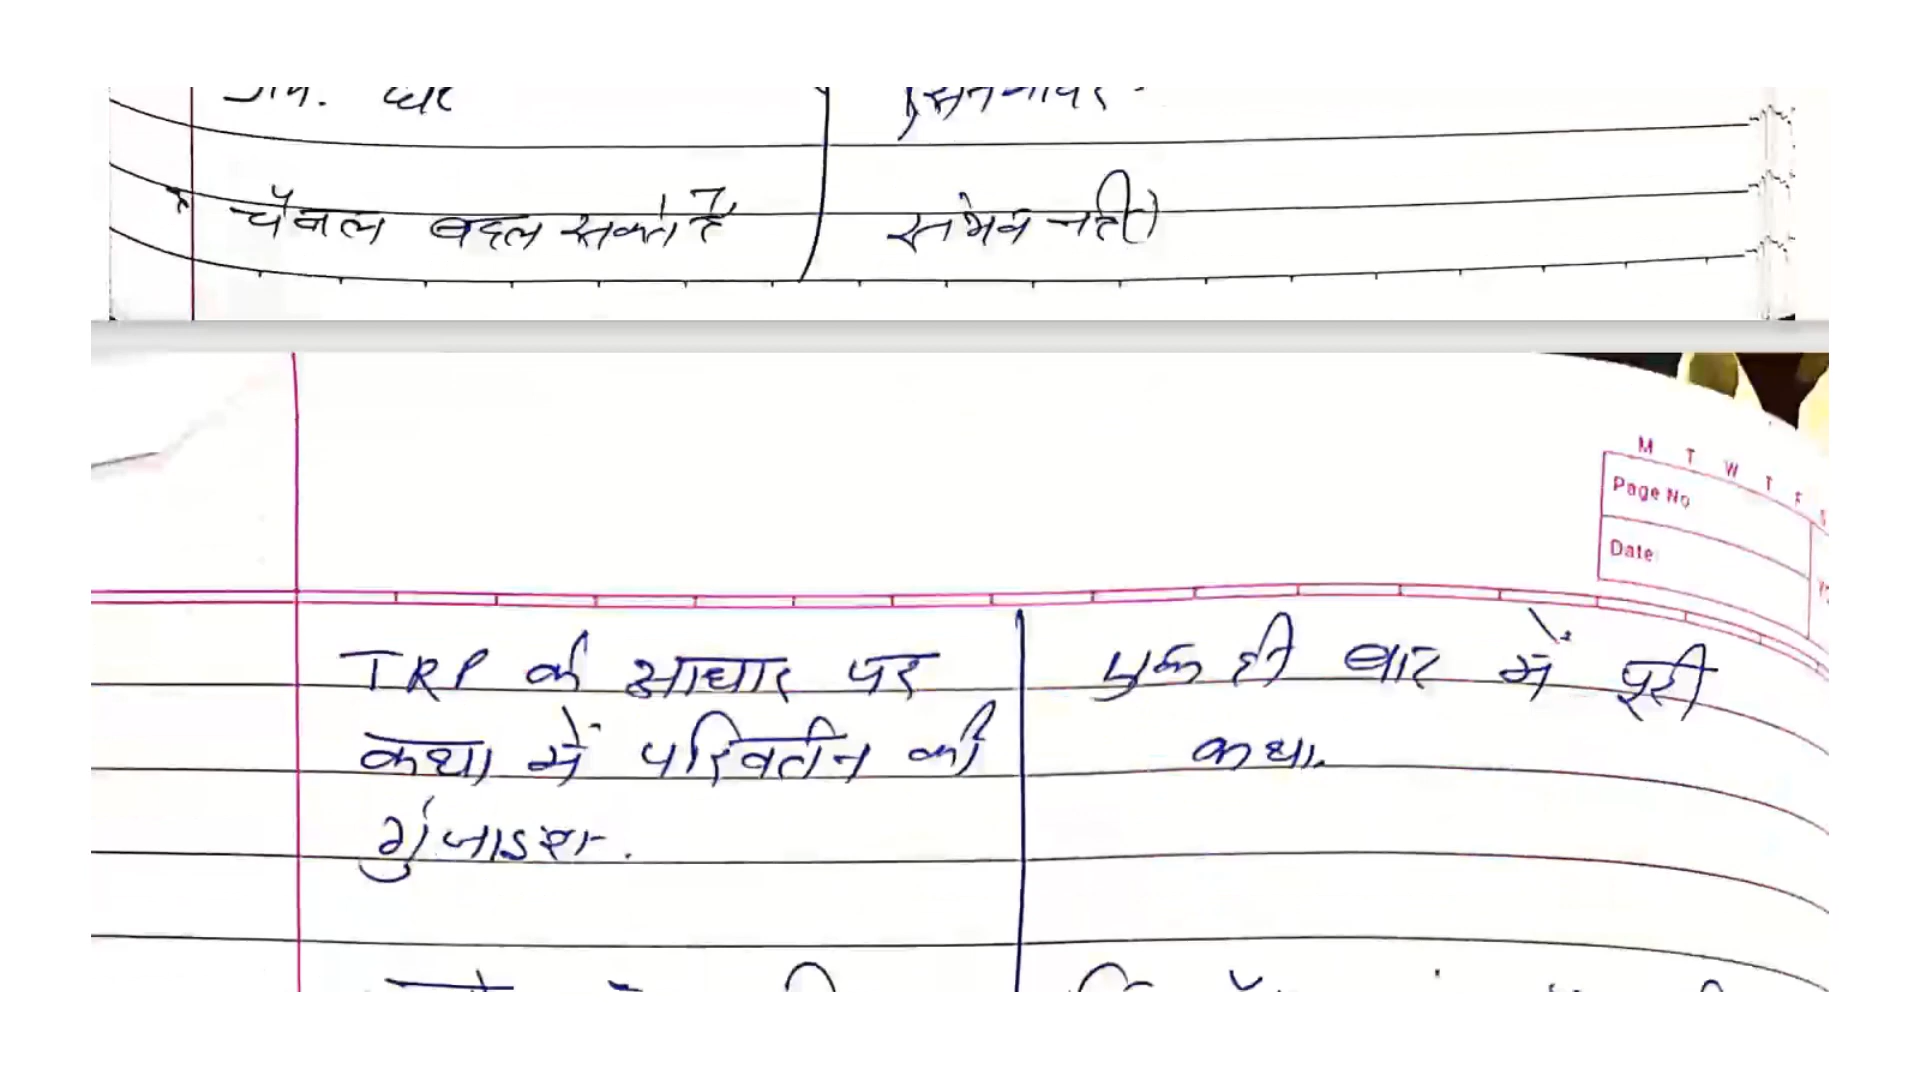 चॅनल बदल सकते है	संभव नही
M T W T F S
Page No
Date:
TRP के आधार पर	एक ही बार में पूरी
कथा में परिवर्तन की	कथा.
गुंजाइश.